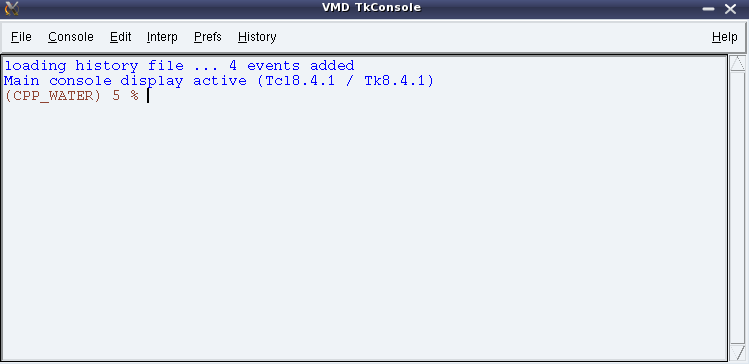 VMD TkConsole
File Console Edit Interp Prefs History Help
loading history file ... 4 events added
Main console display active (Tcl8.4.1 / Tk8.4.1)
(CPP_WATER) 5 %